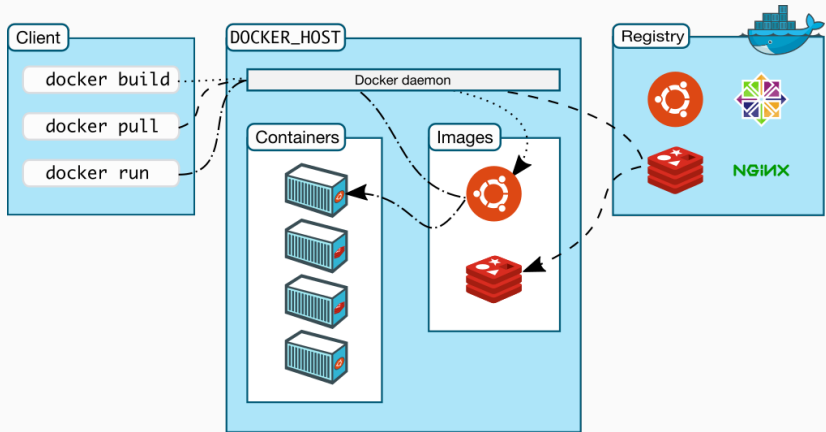 Client
docker build
docker pull
docker run
DOCKER_HOST
Docker daemon
Containers
Images
Registry
NGINX